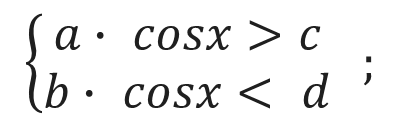 { a · cosx > c
b · cosx < d ;